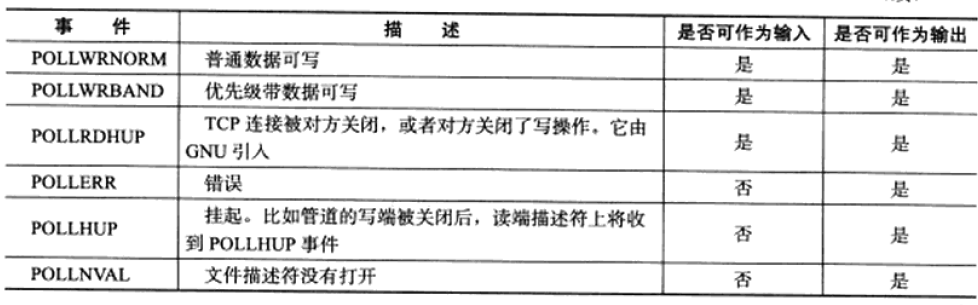 事 件 描 述 是否可作为输入 是否可作为输出
POLLWRNORM 普通数据可写 是 是
POLLWRBAND 优先级带数据可写 是 是
POLLRDHUP TCP 连接被对方关闭，或者对方关闭了写操作。它由
GNU 引入 是 是
POLLERR 错误 否 是
POLLHUP 挂起。比如管道的写端被关闭后，读端描述符上将收
到 POLLHUP 事件 否 是
POLLNVAL 文件描述符没有打开 否 是